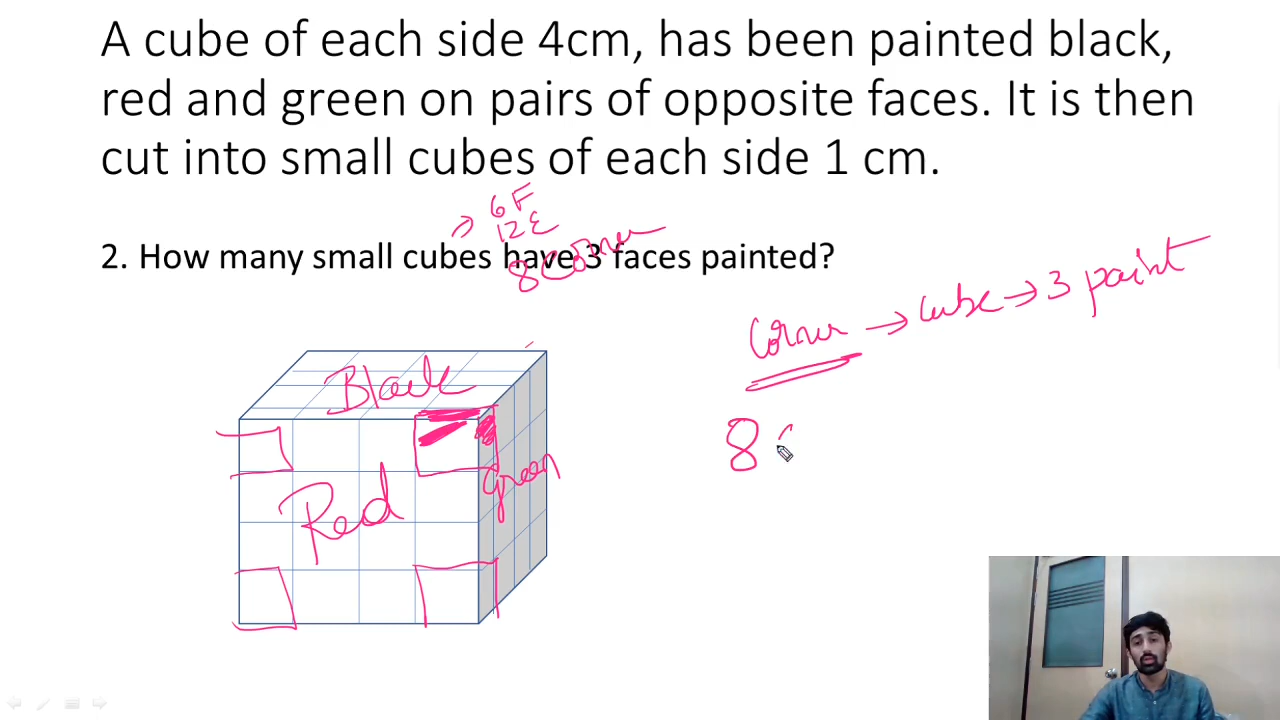 A cube of each side 4cm, has been painted black,
red and green on pairs of opposite faces. It is then
cut into small cubes of each side 1 cm.
6 F
12 E
8 Corner
2. How many small cubes have 3 faces painted?
Corner → Cube → 3 paint
Black
8
Green
Red